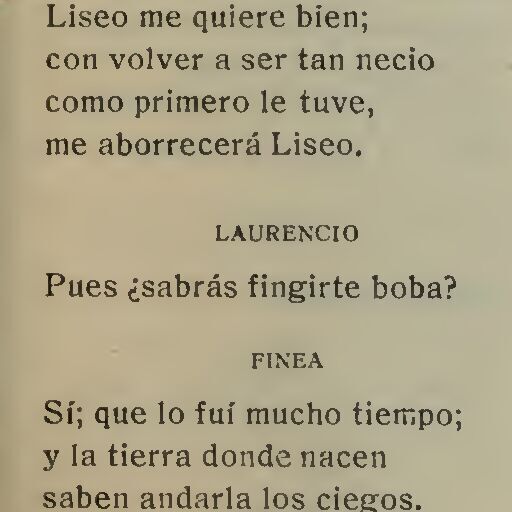 Liseo me quiere bien;
con volver a ser tan necio
como primero le tuve,
me aborrecerá Liseo.
LAURENCIO
Pues ¿sabrás fingirte boba?
FINEA
Sí; que lo fuí mucho tiempo;
y la tierra donde nacen
saben andarla los ciegos.